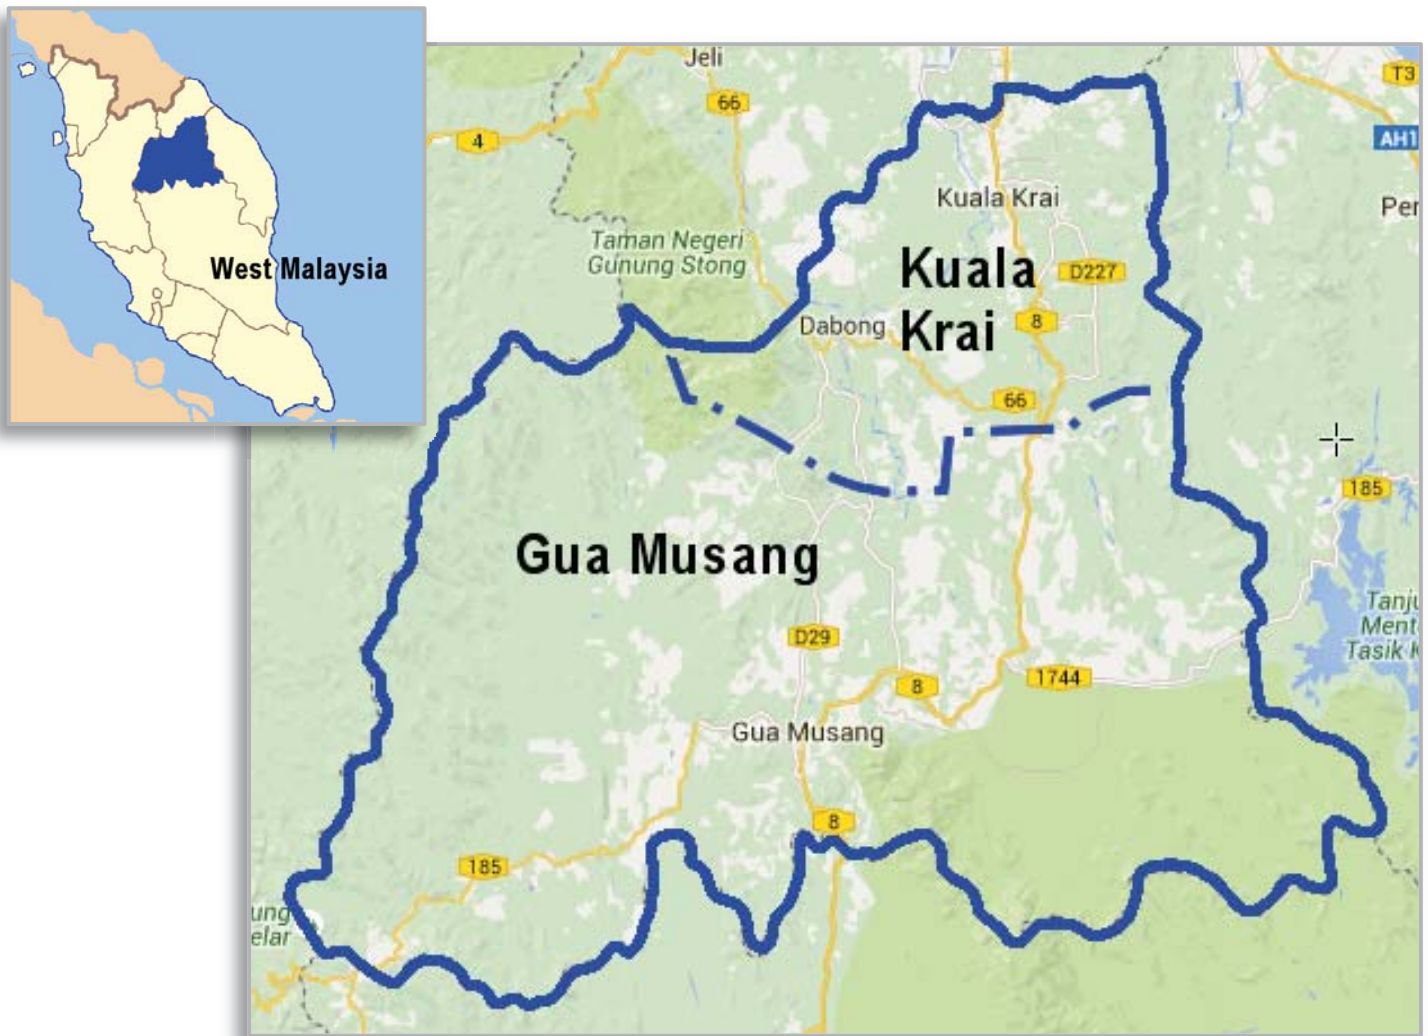 West Malaysia
Jeli
66
4
T3
AH1
Kuala Krai
Per
Taman Negeri
Gunung Stong
Kuala
Krai
D227
8
Dabong
66
185
Gua Musang
D29
8
1744
Tanju
Ment
Tasik K
Gua Musang
8
185
ung
elar